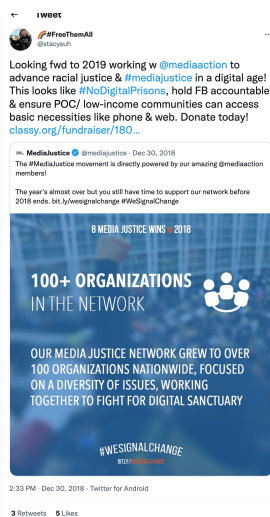 Tweet
#FreeThemAll
@stacysuh
Looking fwd to 2019 working w @mediaaction to
advance racial justice & #mediajustice in a digital age!
This looks like #NoDigitalPrisons, hold FB accountable
& ensure POC/ low-income communities can access
basic necessities like phone & web. Donate today!
classy.org/fundraiser/180...
MediaJustice @mediajustice · Dec 30, 2018
The #MediaJustice movement is directly powered by our amazing @mediaaction
members!
The year's almost over but you still have time to support our network before
2018 ends. bit.ly/wesignalchange #WeSignalChange
8 MEDIA JUSTICE WINS 2018
100+ ORGANIZATIONS
IN THE NETWORK
OUR MEDIA JUSTICE NETWORK GREW TO OVER
100 ORGANIZATIONS NATIONWIDE, FOCUSED
ON A DIVERSITY OF ISSUES, WORKING
TOGETHER TO FIGHT FOR DIGITAL SANCTUARY
#WESIGNALCHANGE
BIT.LY/WESIGNALCHANGE
2:33 PM · Dec 30, 2018 · Twitter for Android
3 Retweets 5 Likes